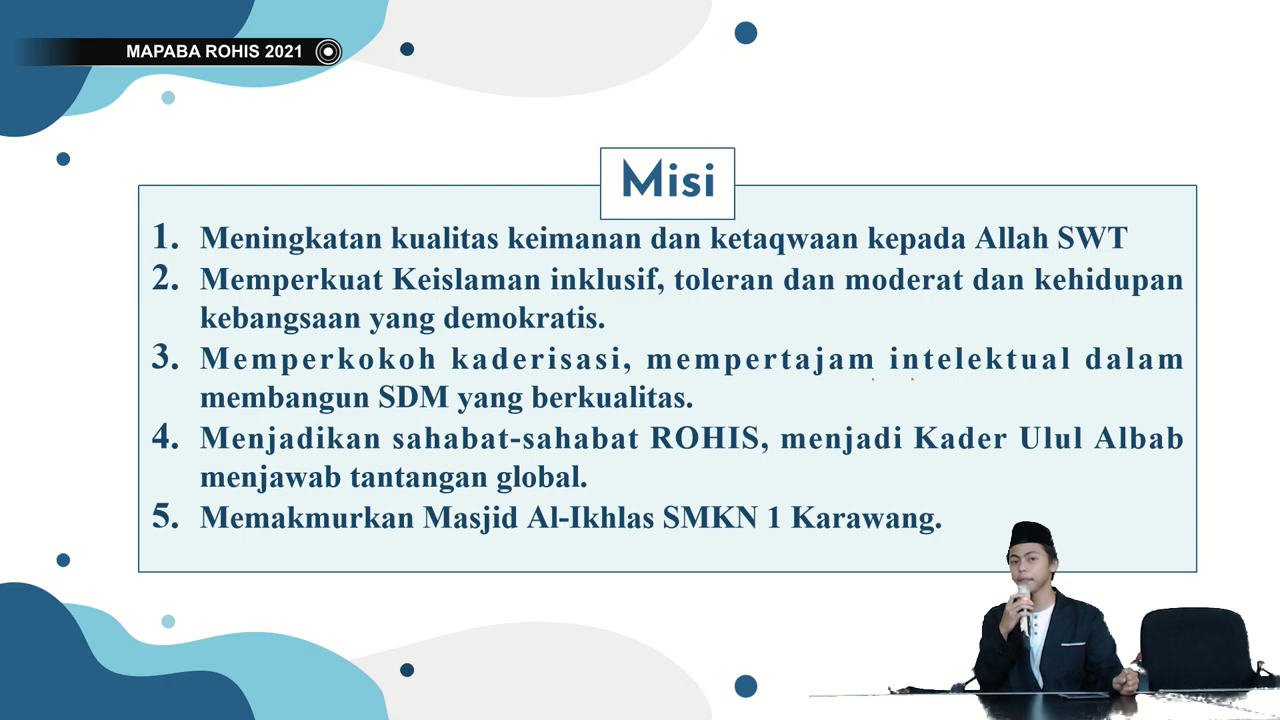 MAPABA ROHIS 2021
Misi
1. Meningkatan kualitas keimanan dan ketaqwaan kepada Allah SWT
2. Memperkuat Keislaman inklusif, toleran dan moderat dan kehidupan
kebangsaan yang demokratis.
3. Memperkokoh kaderisasi, mempertajam intelektual dalam
membangun SDM yang berkualitas.
4. Menjadikan sahabat-sahabat ROHIS, menjadi Kader Ulul Albab
menjawab tantangan global.
5. Memakmurkan Masjid Al-Ikhlas SMKN 1 Karawang.